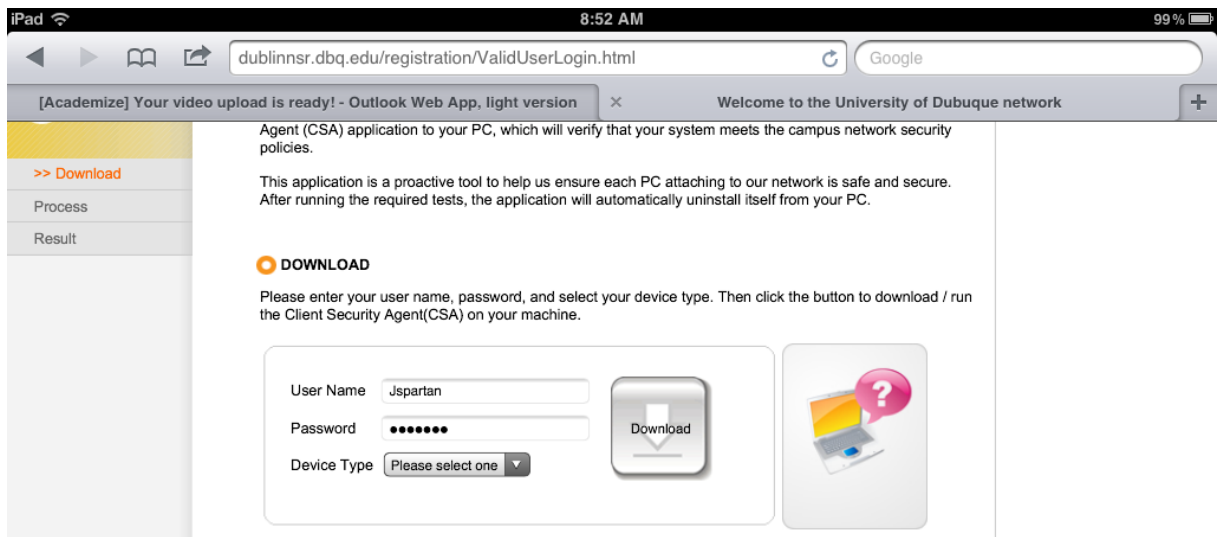 iPad 8:52 AM 99%
dublinnsr.dbq.edu/registration/ValidUserLogin.html Google
[Academize] Your video upload is ready! - Outlook Web App, light version × Welcome to the University of Dubuque network +
Agent (CSA) application to your PC, which will verify that your system meets the campus network security
policies.
>> Download
This application is a proactive tool to help us ensure each PC attaching to our network is safe and secure.
After running the required tests, the application will automatically uninstall itself from your PC.
Process
Result
DOWNLOAD
Please enter your user name, password, and select your device type. Then click the button to download / run
the Client Security Agent(CSA) on your machine.
User Name Jspartan
Password •••••••
Download
Device Type Please select one
?